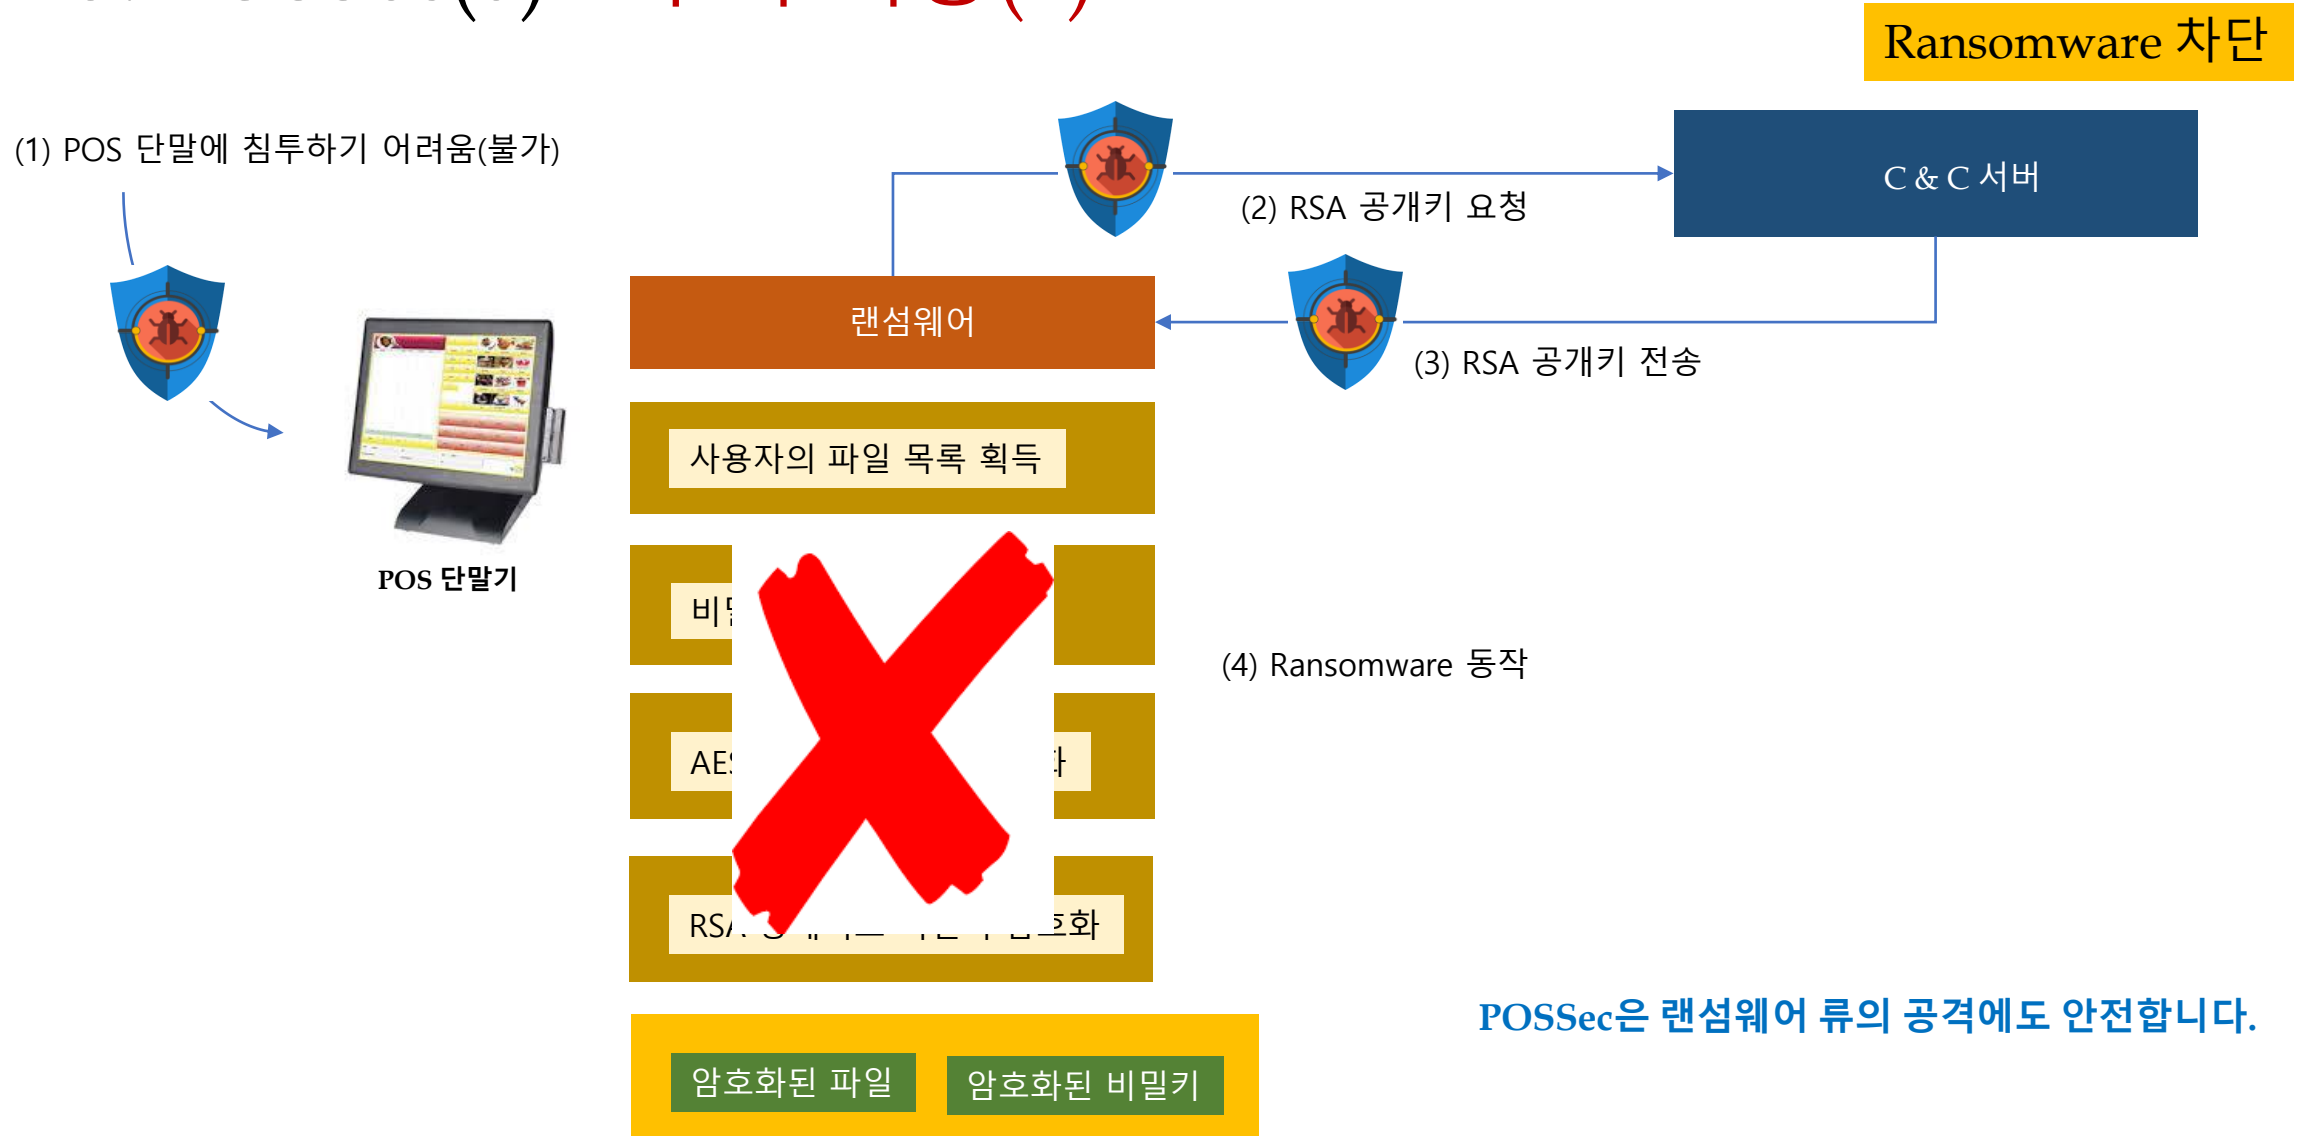 Ransomware 차단
(1) POS 단말에 침투하기 어려움(불가)
C & C 서버
(2) RSA 공개키 요청
랜섬웨어
(3) RSA 공개키 전송
사용자의 파일 목록 획득
POS 단말기
(4) Ransomware 동작
RSA
암호화된 파일
암호화된 비밀키
POSSec은 랜섬웨어 류의 공격에도 안전합니다.